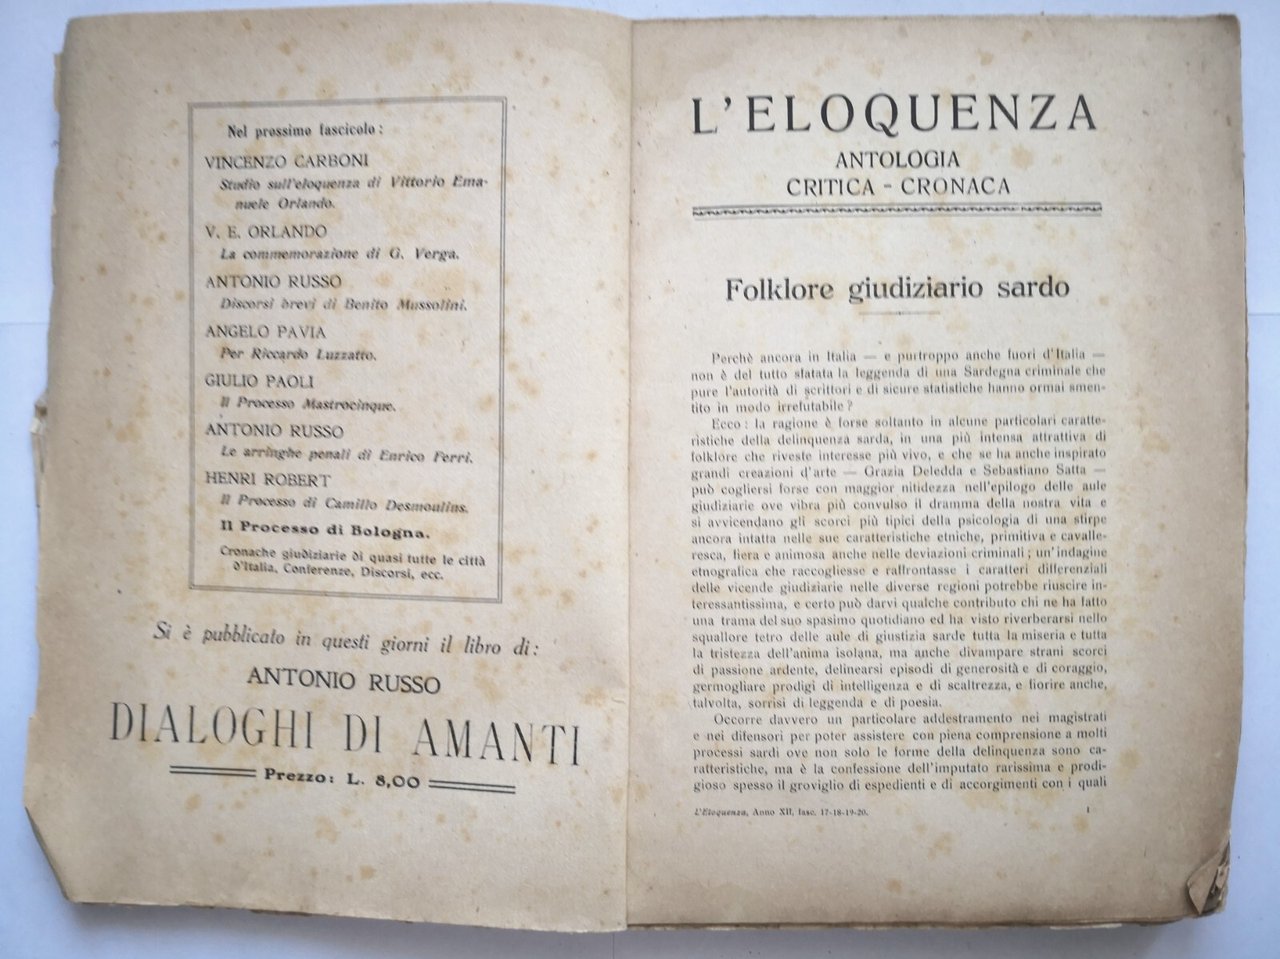 Nel prossimo fascicolo:
VINCENZO CARBONI
Studio sull'eloquenza di Vittorio Ema-
nuele Orlando.
V. E. ORLANDO
La commemorazione di G. Verga.
ANTONIO RUSSO
Discorsi brevi di Benito Mussolini.
ANGELO PAVIA
Per Riccardo Luzzatto.
GIULIO PAOLI
Il Processo Mastrocinque.
ANTONIO RUSSO
Le arringhe penali di Enrico Ferri.
HENRI ROBERT
Il Processo di Camillo Desmoulins.
Il Processo di Bologna.
Cronache giudiziarie di quasi tutte le città
d'Italia, Conferenze, Discorsi, ecc.
Si è pubblicato in questi giorni il libro di:
ANTONIO RUSSO
DIALOGHI DI AMANTI
Prezzo: L. 8,00
L'ELOQUENZA
ANTOLOGIA
CRITICA - CRONACA
Folklore giudiziario sardo
Perchè ancora in Italia — e purtroppo anche fuori d'Italia —
non è del tutto sfatata la leggenda di una Sardegna criminale che
pure l'autorità di scrittori e di sicure statistiche hanno ormai smen-
tito in modo irrefutabile?
Ecco: la ragione è forse soltanto in alcune particolari caratte-
ristiche della delinquenza sarda, in una più intensa attrattiva di
folklore che riveste interesse più vivo, e che se ha anche inspirato
grandi creazioni d'arte — Grazia Deledda e Sebastiano Satta —
può cogliersi forse con maggior nitidezza nell'epilogo delle aule
giudiziarie ove vibra più convulso il dramma della nostra vita e
si avvicendano gli scorci più tipici della psicologia di una stirpe
ancora intatta nelle sue caratteristiche etniche, primitiva e cavalle-
resca, fiera e animosa anche nelle deviazioni criminali; un'indagine
etnografica che raccogliesse e raffrontasse i caratteri differenziali
delle vicende giudiziarie nelle diverse regioni potrebbe riuscire in-
teressantissima, e certo può darvi qualche contributo chi ne ha fatto
una trama del suo spasimo quotidiano ed ha visto riverberarsi nello
squallore tetro delle aule di giustizia sarde tutta la miseria e tutta
la tristezza dell'anima isolana, ma anche divampare strani scorci
di passione ardente, delinearsi episodi di generosità e di coraggio,
germogliare prodigi di intelligenza e di scaltrezza, e fiorire anche,
talvolta, sorrisi di leggenda e di poesia.
Occorre davvero un particolare addestramento nei magistrati
e nei difensori per poter assistere con piena comprensione a molti
processi sardi ove non solo le forme della delinquenza sono ca-
ratteristiche, ma è la confessione dell'imputato rarissima e prodi-
gioso spesso il groviglio di espedienti e di accorgimenti con i quali
L'Eloquenza, Anno XII, fasc. 17-18-19-20.
1